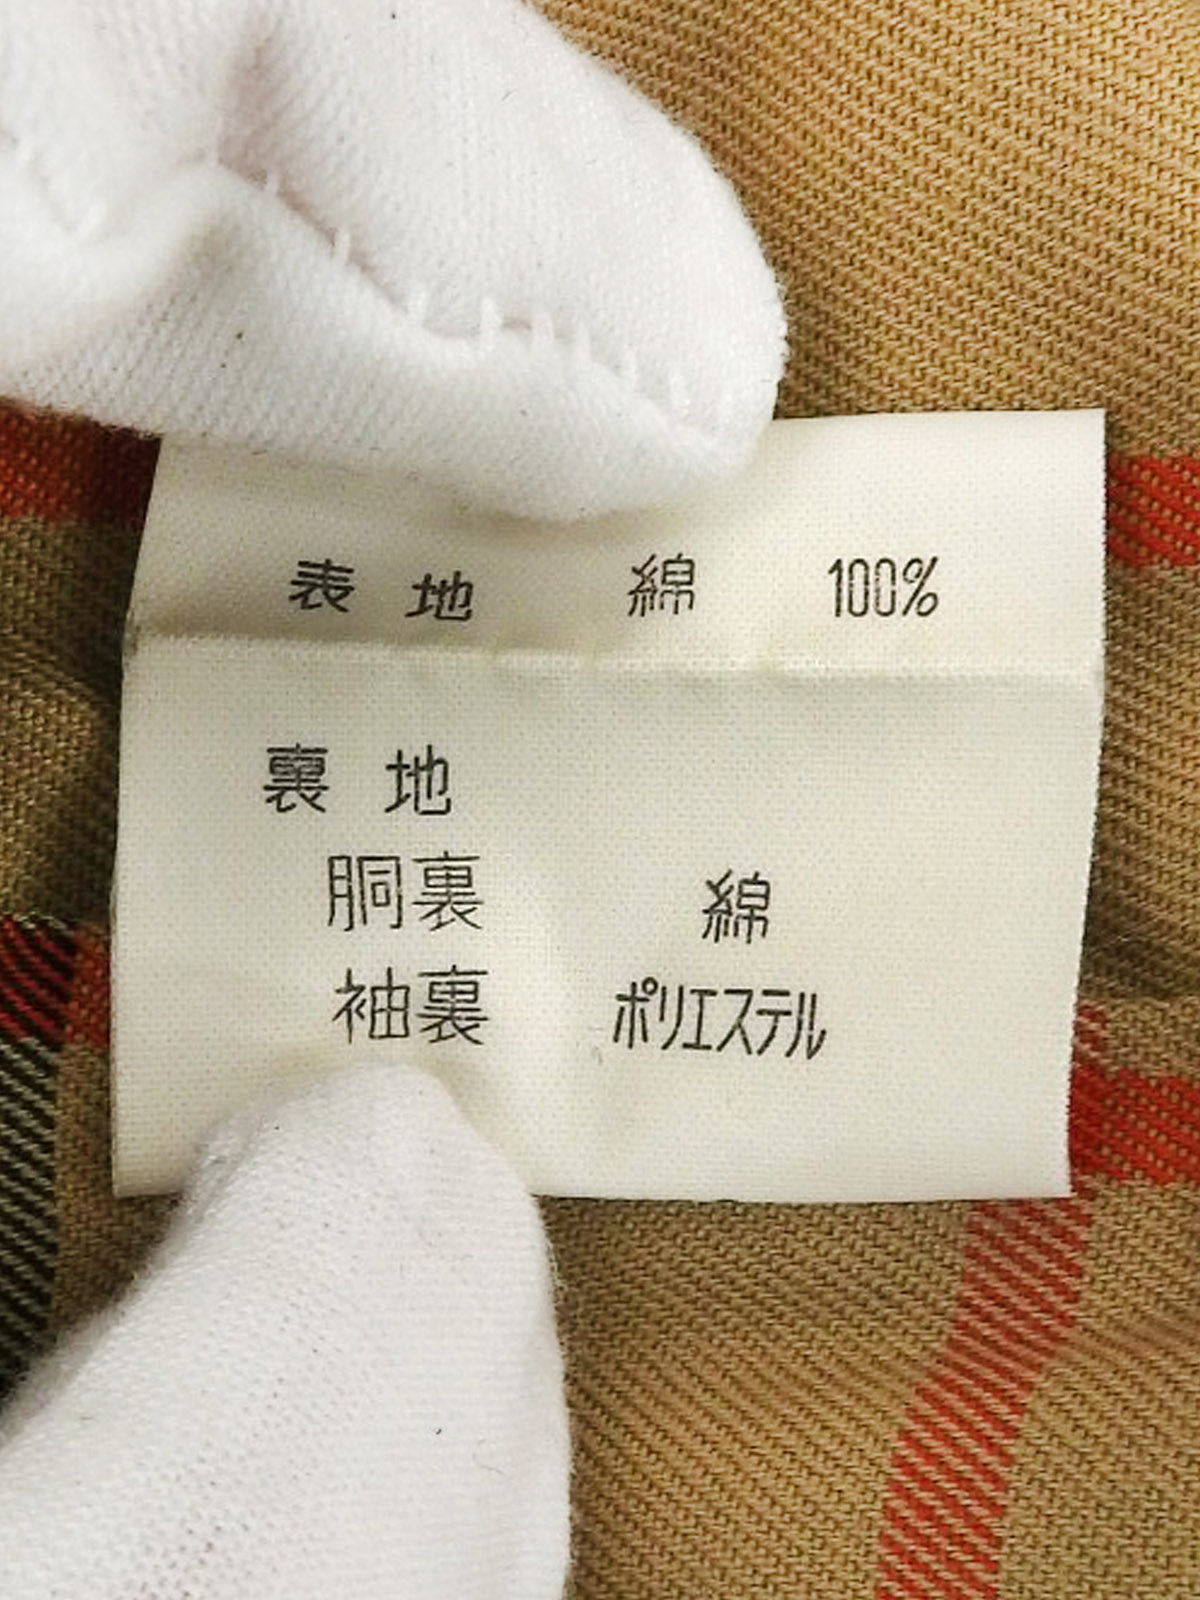 表地 綿 100%
裏地
胴裏 綿
袖裏 ポリエステル